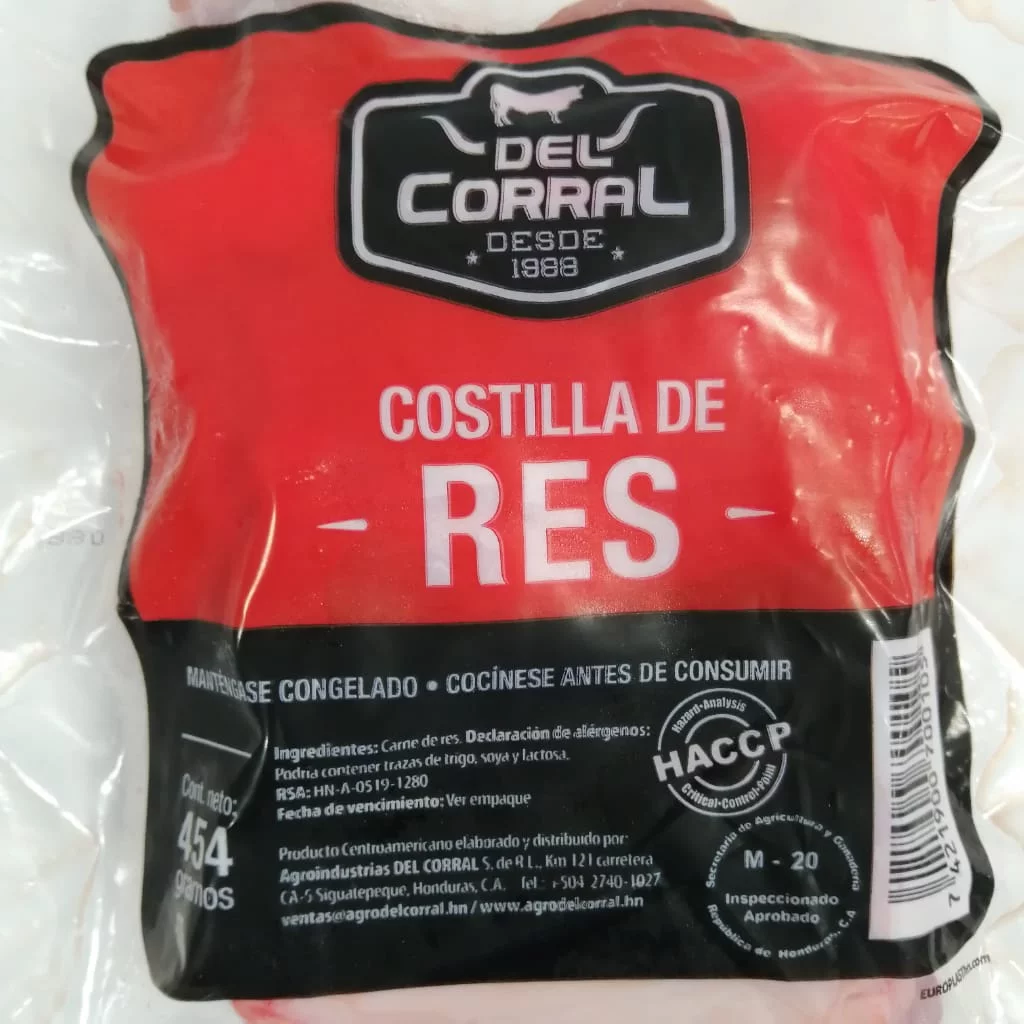 DEL
CORRAL
DESDE
1988
COSTILLA DE
RES
MANTÉNGASE CONGELADO • COCÍNESE ANTES DE CONSUMIR
Cont. neto:
454
gramos
Ingredientes: Carne de res. Declaración de alérgenos:
Podría contener trazas de trigo, soya y lactosa.
RSA: HN-A-0519-1280
Fecha de vencimiento: Ver empaque
Producto Centroamericano elaborado y distribuido por:
Agroindustrias DEL CORRAL S. de R L., Km 121 carretera
CA-5 Siguatepeque, Honduras, C.A. Tel.: +504 2740-1027
ventas@agrodelcorral.hn / www.agrodelcorral.hn
Hazard·Analysis
HACCP
Critical·Control·Point
Secretaria de Agricultura y Ganaderia
M - 20
Inspeccionado
Aprobado
República de Honduras, C.A